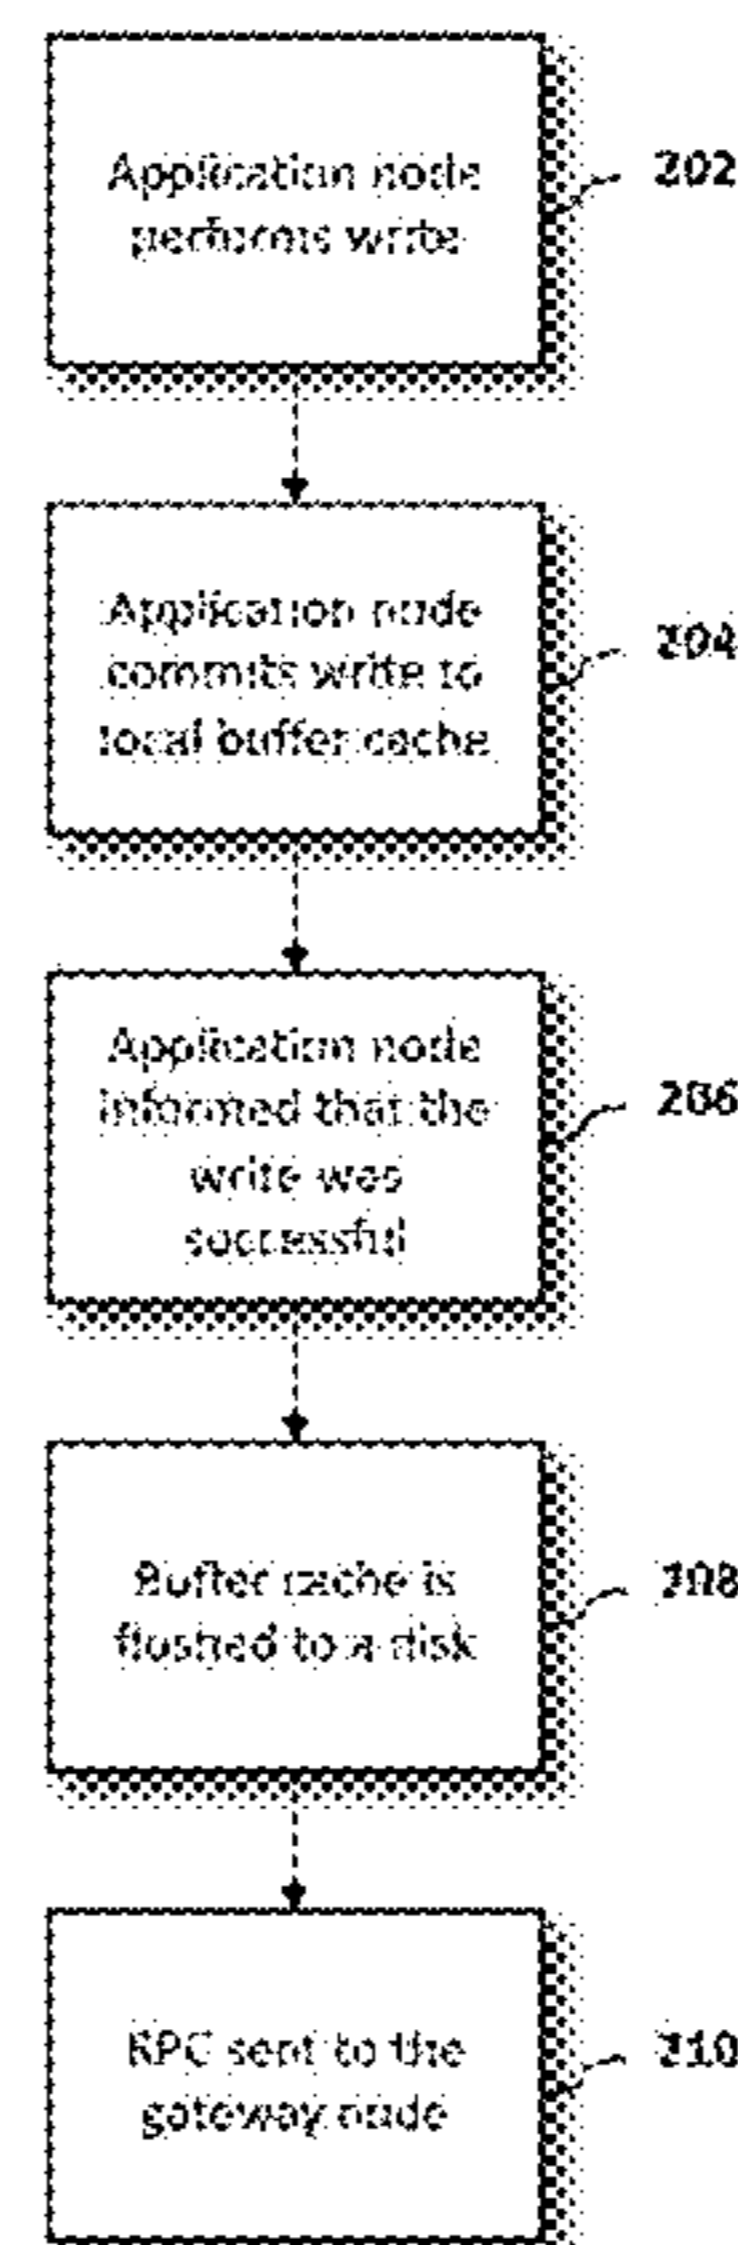 Application node
performs write
202
Application node
commits write to
local buffer cache
204
Application node
informed that the
write was
successful
206
Buffer cache is
flushed to a disk
208
RPC sent to the
gateway node
210